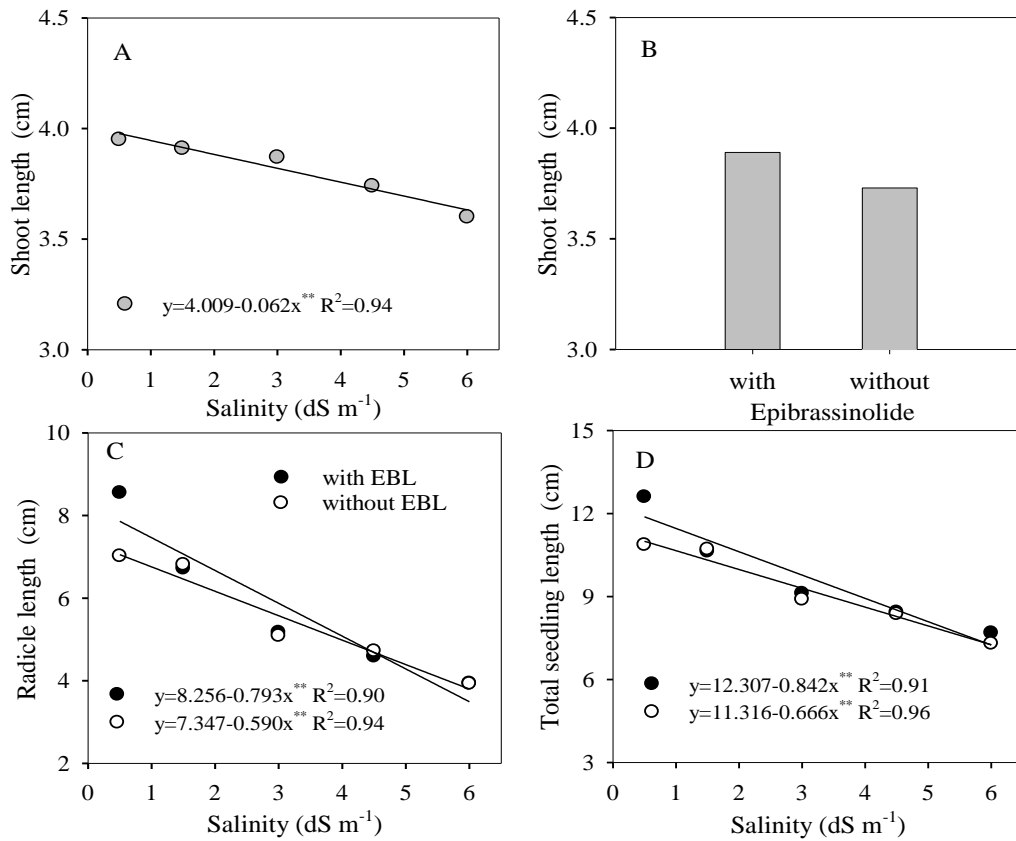 A
4.5
4.0
3.5
3.0
Shoot length (cm)
y=4.009-0.062x** R²=0.94
0 1 2 3 4 5 6
Salinity (dS m⁻¹)
B
4.5
4.0
3.5
3.0
Shoot length (cm)
with without
Epibrassinolide
C
10
8
6
4
2
Radicle length (cm)
with EBL
without EBL
y=8.256-0.793x** R²=0.90
y=7.347-0.590x** R²=0.94
0 1 2 3 4 5 6
Salinity (dS m⁻¹)
D
15
12
9
6
3
Total seedling length (cm)
y=12.307-0.842x** R²=0.91
y=11.316-0.666x** R²=0.96
0 1 2 3 4 5 6
Salinity (dS m⁻¹)